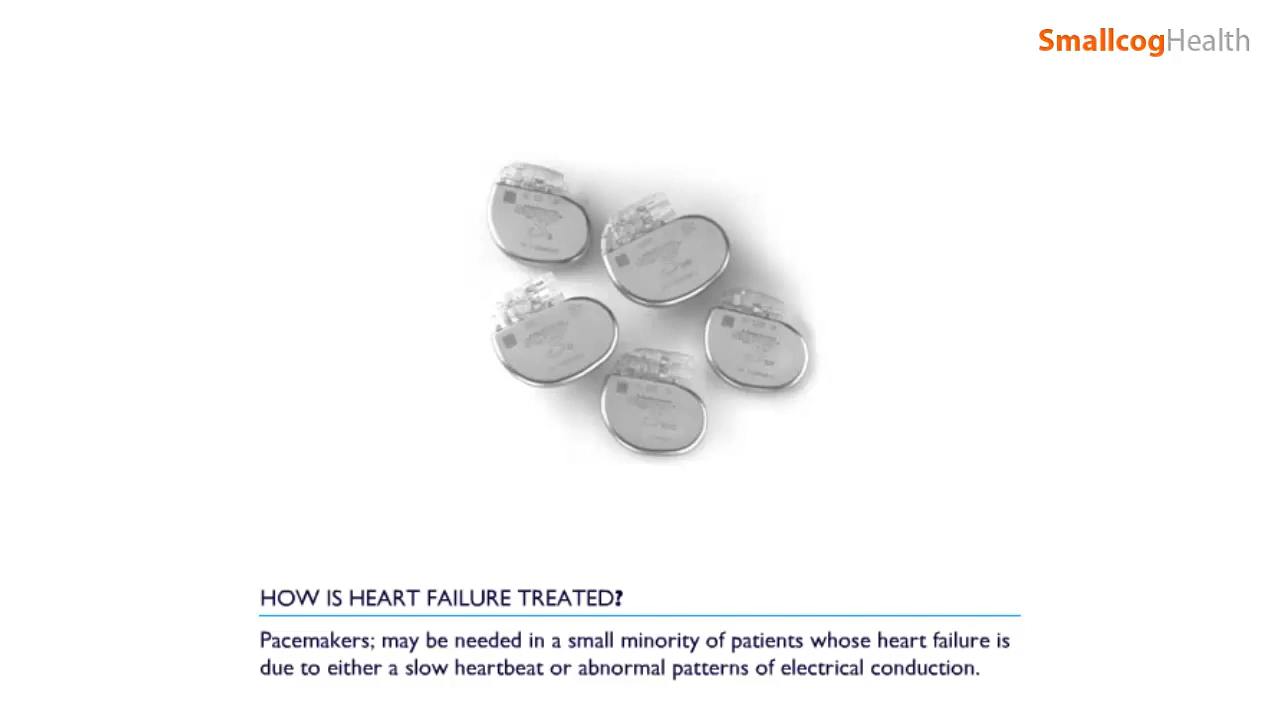 SmallcogHealth
HOW IS HEART FAILURE TREATED?
Pacemakers; may be needed in a small minority of patients whose heart failure is
due to either a slow heartbeat or abnormal patterns of electrical conduction.